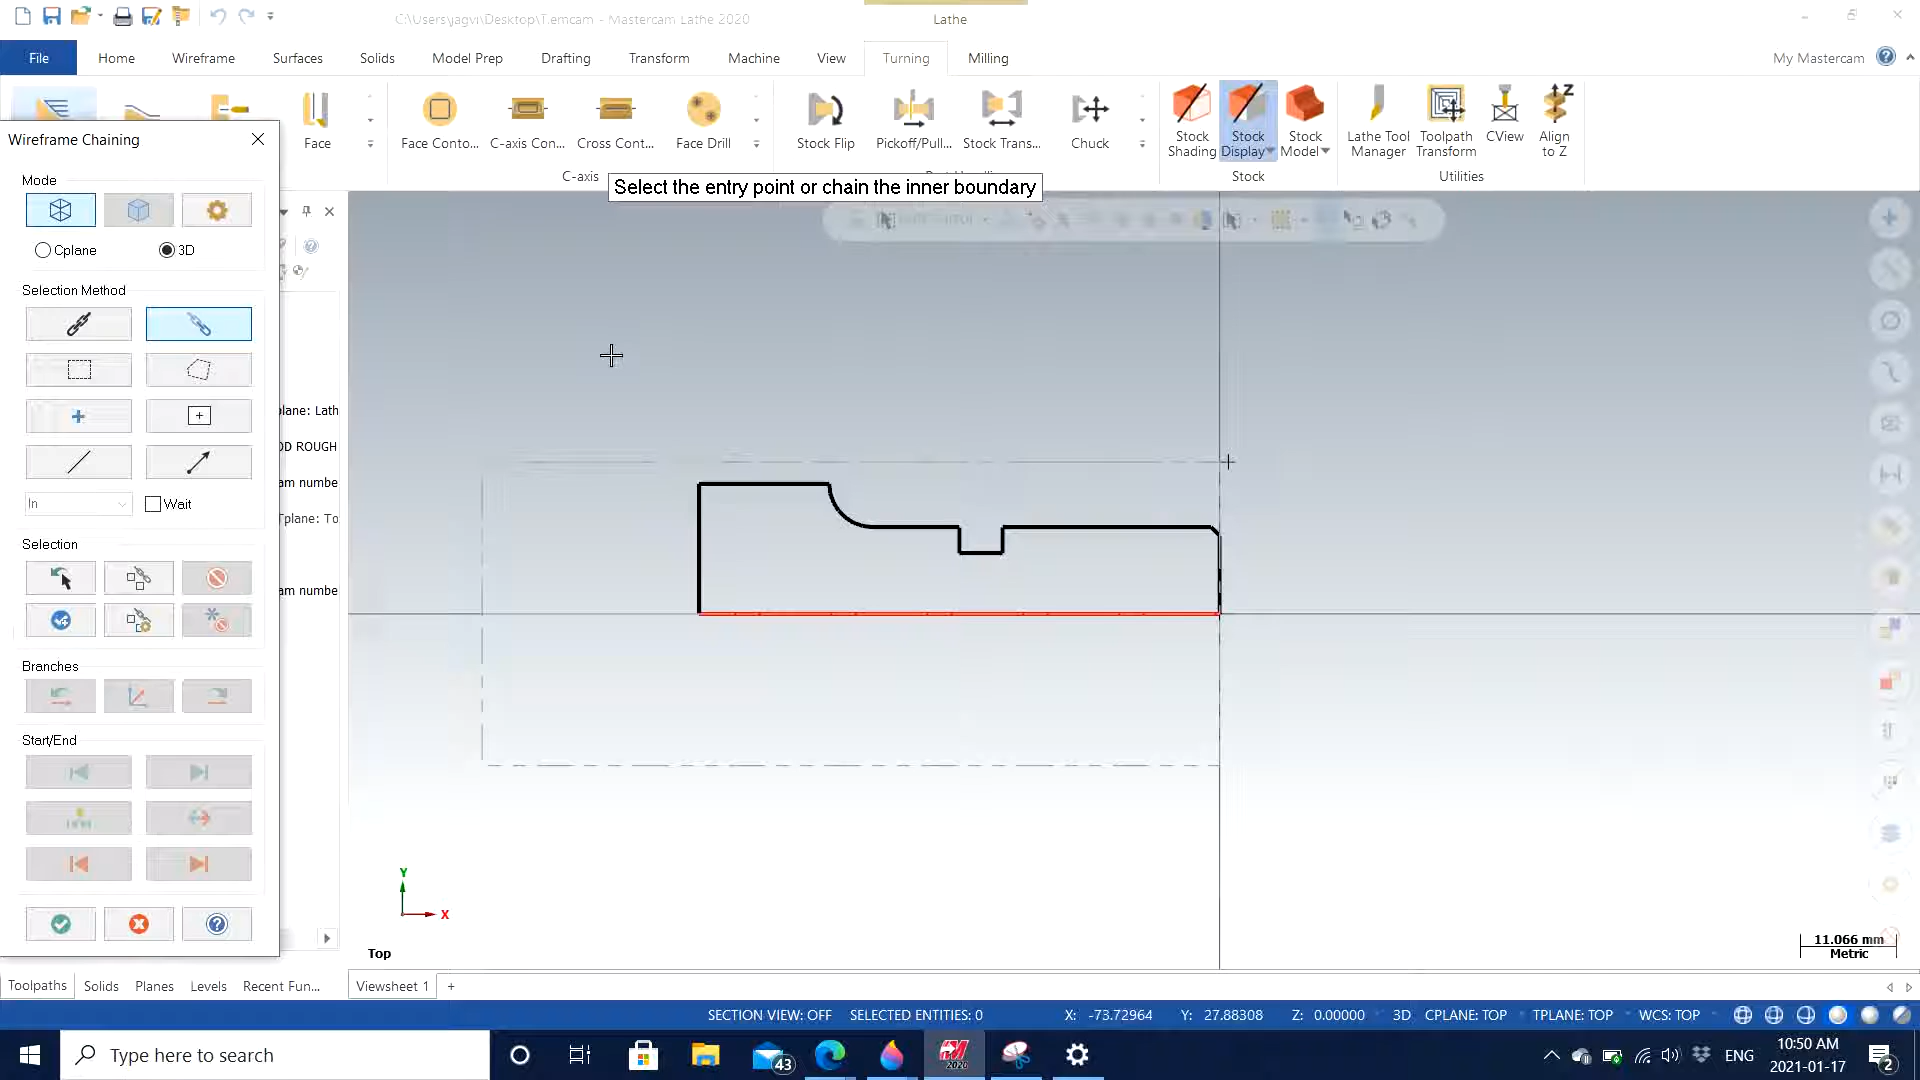 C:\Users\jagvi\Desktop\T.emcam - Mastercam Lathe 2020
Lathe
File
Home
Wireframe
Surfaces
Solids
Model Prep
Drafting
Transform
Machine
View
Turning
Milling
My Mastercam
Face
Face Conto...
C-axis Con...
Cross Cont...
Face Drill
Stock Flip
Pickoff/Pull...
Stock Trans...
Chuck
Stock Shading
Stock Display
Stock Model
Lathe Tool Manager
Toolpath Transform
CView
Align to Z
C-axis
Stock
Utilities
Select the entry point or chain the inner boundary
Wireframe Chaining
Mode
Cplane
3D
Selection Method
In
Wait
Selection
Branches
Start/End
plane: Lath
OD ROUGH
am numbe
Tplane: To
am numbe
Y
X
Top
11.066 mm
Metric
Toolpaths
Solids
Planes
Levels
Recent Fun...
Viewsheet 1
+
SECTION VIEW: OFF
SELECTED ENTITIES: 0
X: -73.72964
Y: 27.88308
Z: 0.00000
3D
CPLANE: TOP
TPLANE: TOP
WCS: TOP
Type here to search
43
2020
ENG
10:50 AM
2021-01-17
2